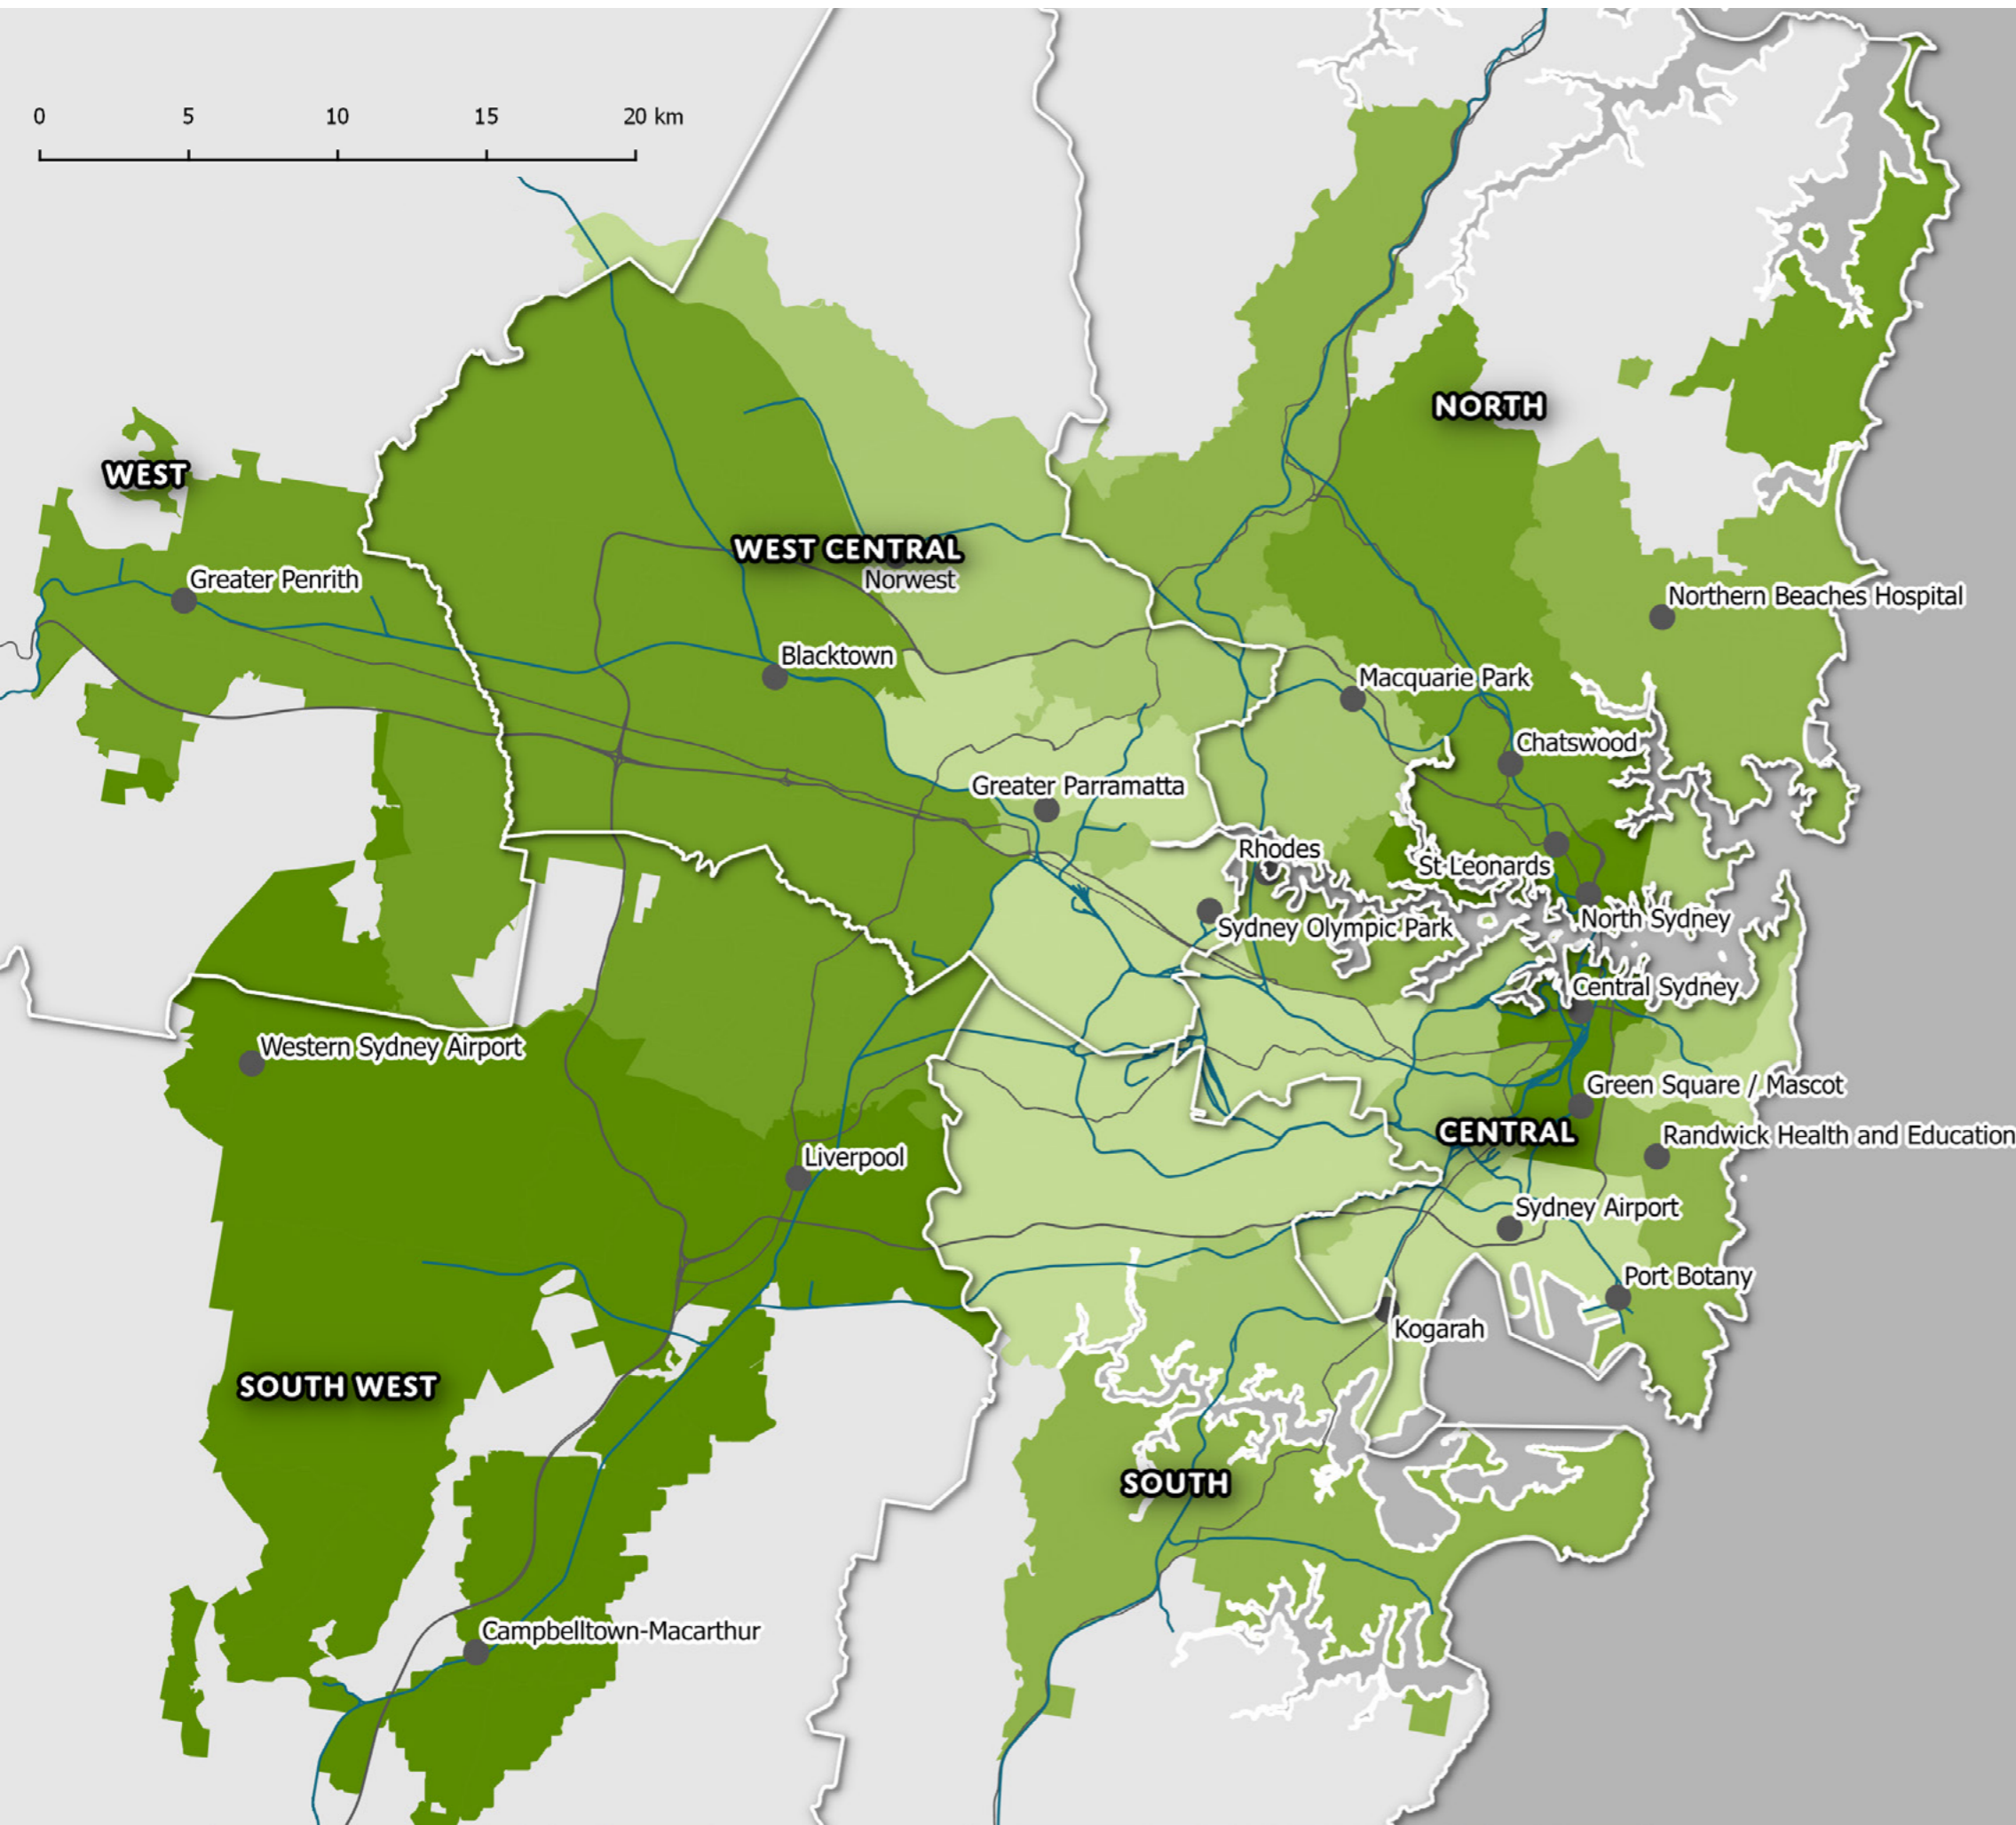 0 5 10 15 20 km
NORTH
WEST
WEST CENTRAL
Norwest
Greater Penrith
Northern Beaches Hospital
Blacktown
Macquarie Park
Chatswood
Greater Parramatta
Rhodes
St Leonards
North Sydney
Sydney Olympic Park
Central Sydney
Western Sydney Airport
Green Square / Mascot
CENTRAL
Randwick Health and Education
Liverpool
Sydney Airport
Port Botany
Kogarah
SOUTH WEST
SOUTH
Campbelltown-Macarthur